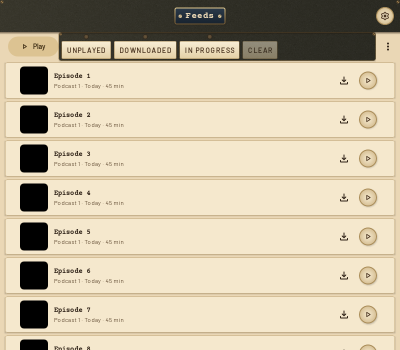 Feeds
Play UNPLAYED DOWNLOADED IN PROGRESS CLEAR
Episode 1
Podcast 1 · Today · 45 min
Episode 2
Podcast 1 · Today · 45 min
Episode 3
Podcast 1 · Today · 45 min
Episode 4
Podcast 1 · Today · 45 min
Episode 5
Podcast 1 · Today · 45 min
Episode 6
Podcast 1 · Today · 45 min
Episode 7
Podcast 1 · Today · 45 min
Episode 8